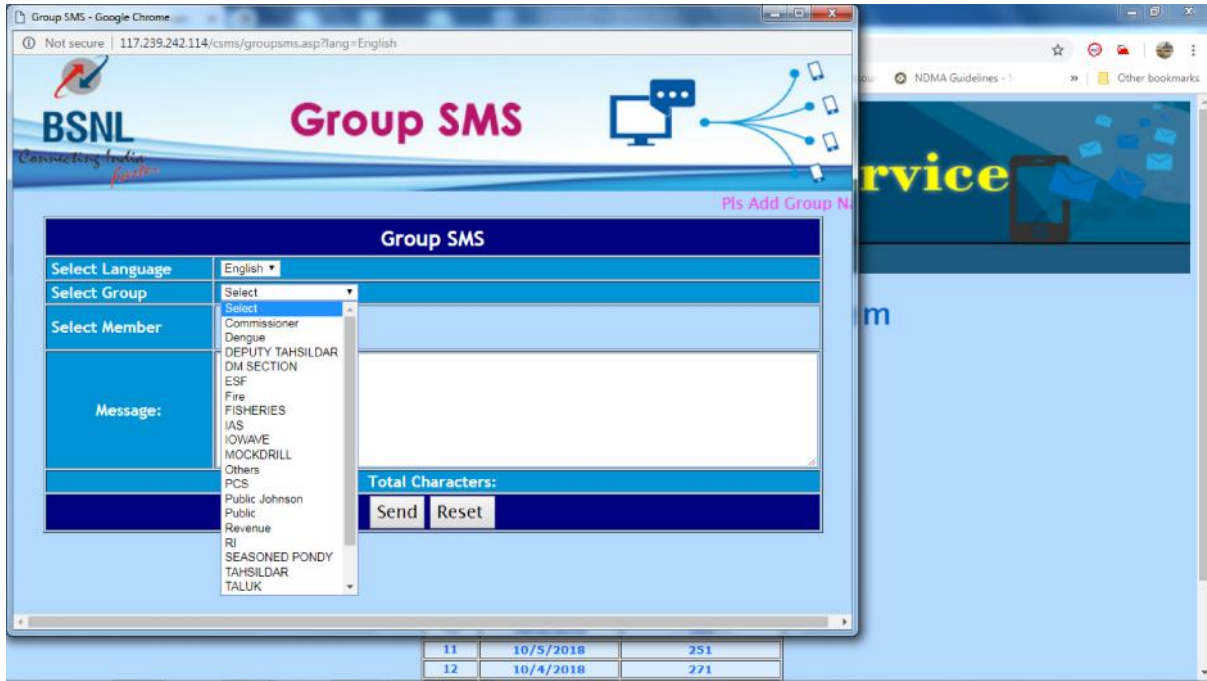 Group SMS - Google Chrome
Not secure | 117.239.242.114/csms/groupsms.asp?lang=English
NDMA Guidelines -
» Other bookmarks
BSNL
Connecting India
faster
Group SMS
rvice
Pls Add Group Na
Group SMS
Select Language English
Select Group Select
Select
Select Member
Commissioner
Dengue
DEPUTY TAHSILDAR
DM SECTION
ESF
Fire
Message:
FISHERIES
IAS
IOWAVE
MOCKDRILL
Others
PCS
Public Johnson
Public
Revenue
RI
SEASONED PONDY
TAHSILDAR
TALUK
Total Characters:
Send Reset
m
11 10/5/2018 251
12 10/4/2018 271